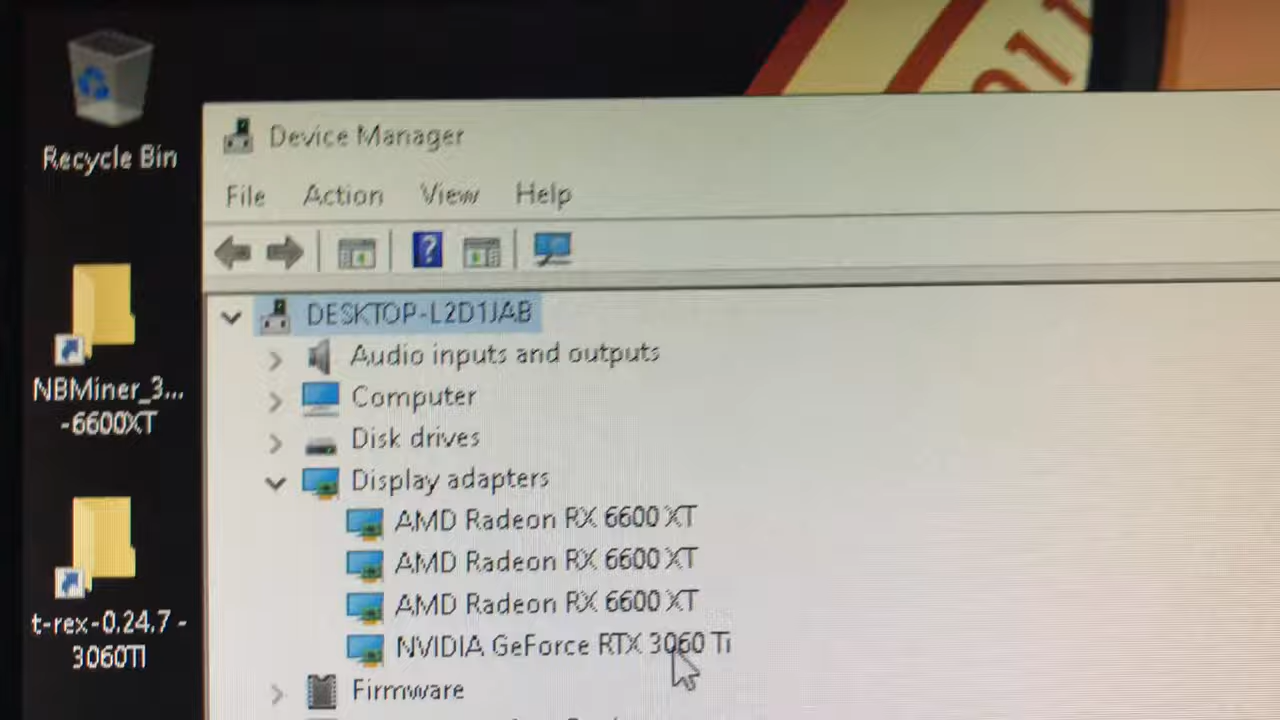 Recycle Bin
NBMiner_3...
-6600XT
t-rex-0.24.7 -
3060TI
Device Manager
File Action View Help
DESKTOP-L2D1JAB
Audio inputs and outputs
Computer
Disk drives
Display adapters
AMD Radeon RX 6600 XT
AMD Radeon RX 6600 XT
AMD Radeon RX 6600 XT
NVIDIA GeForce RTX 3060 Ti
Firmware